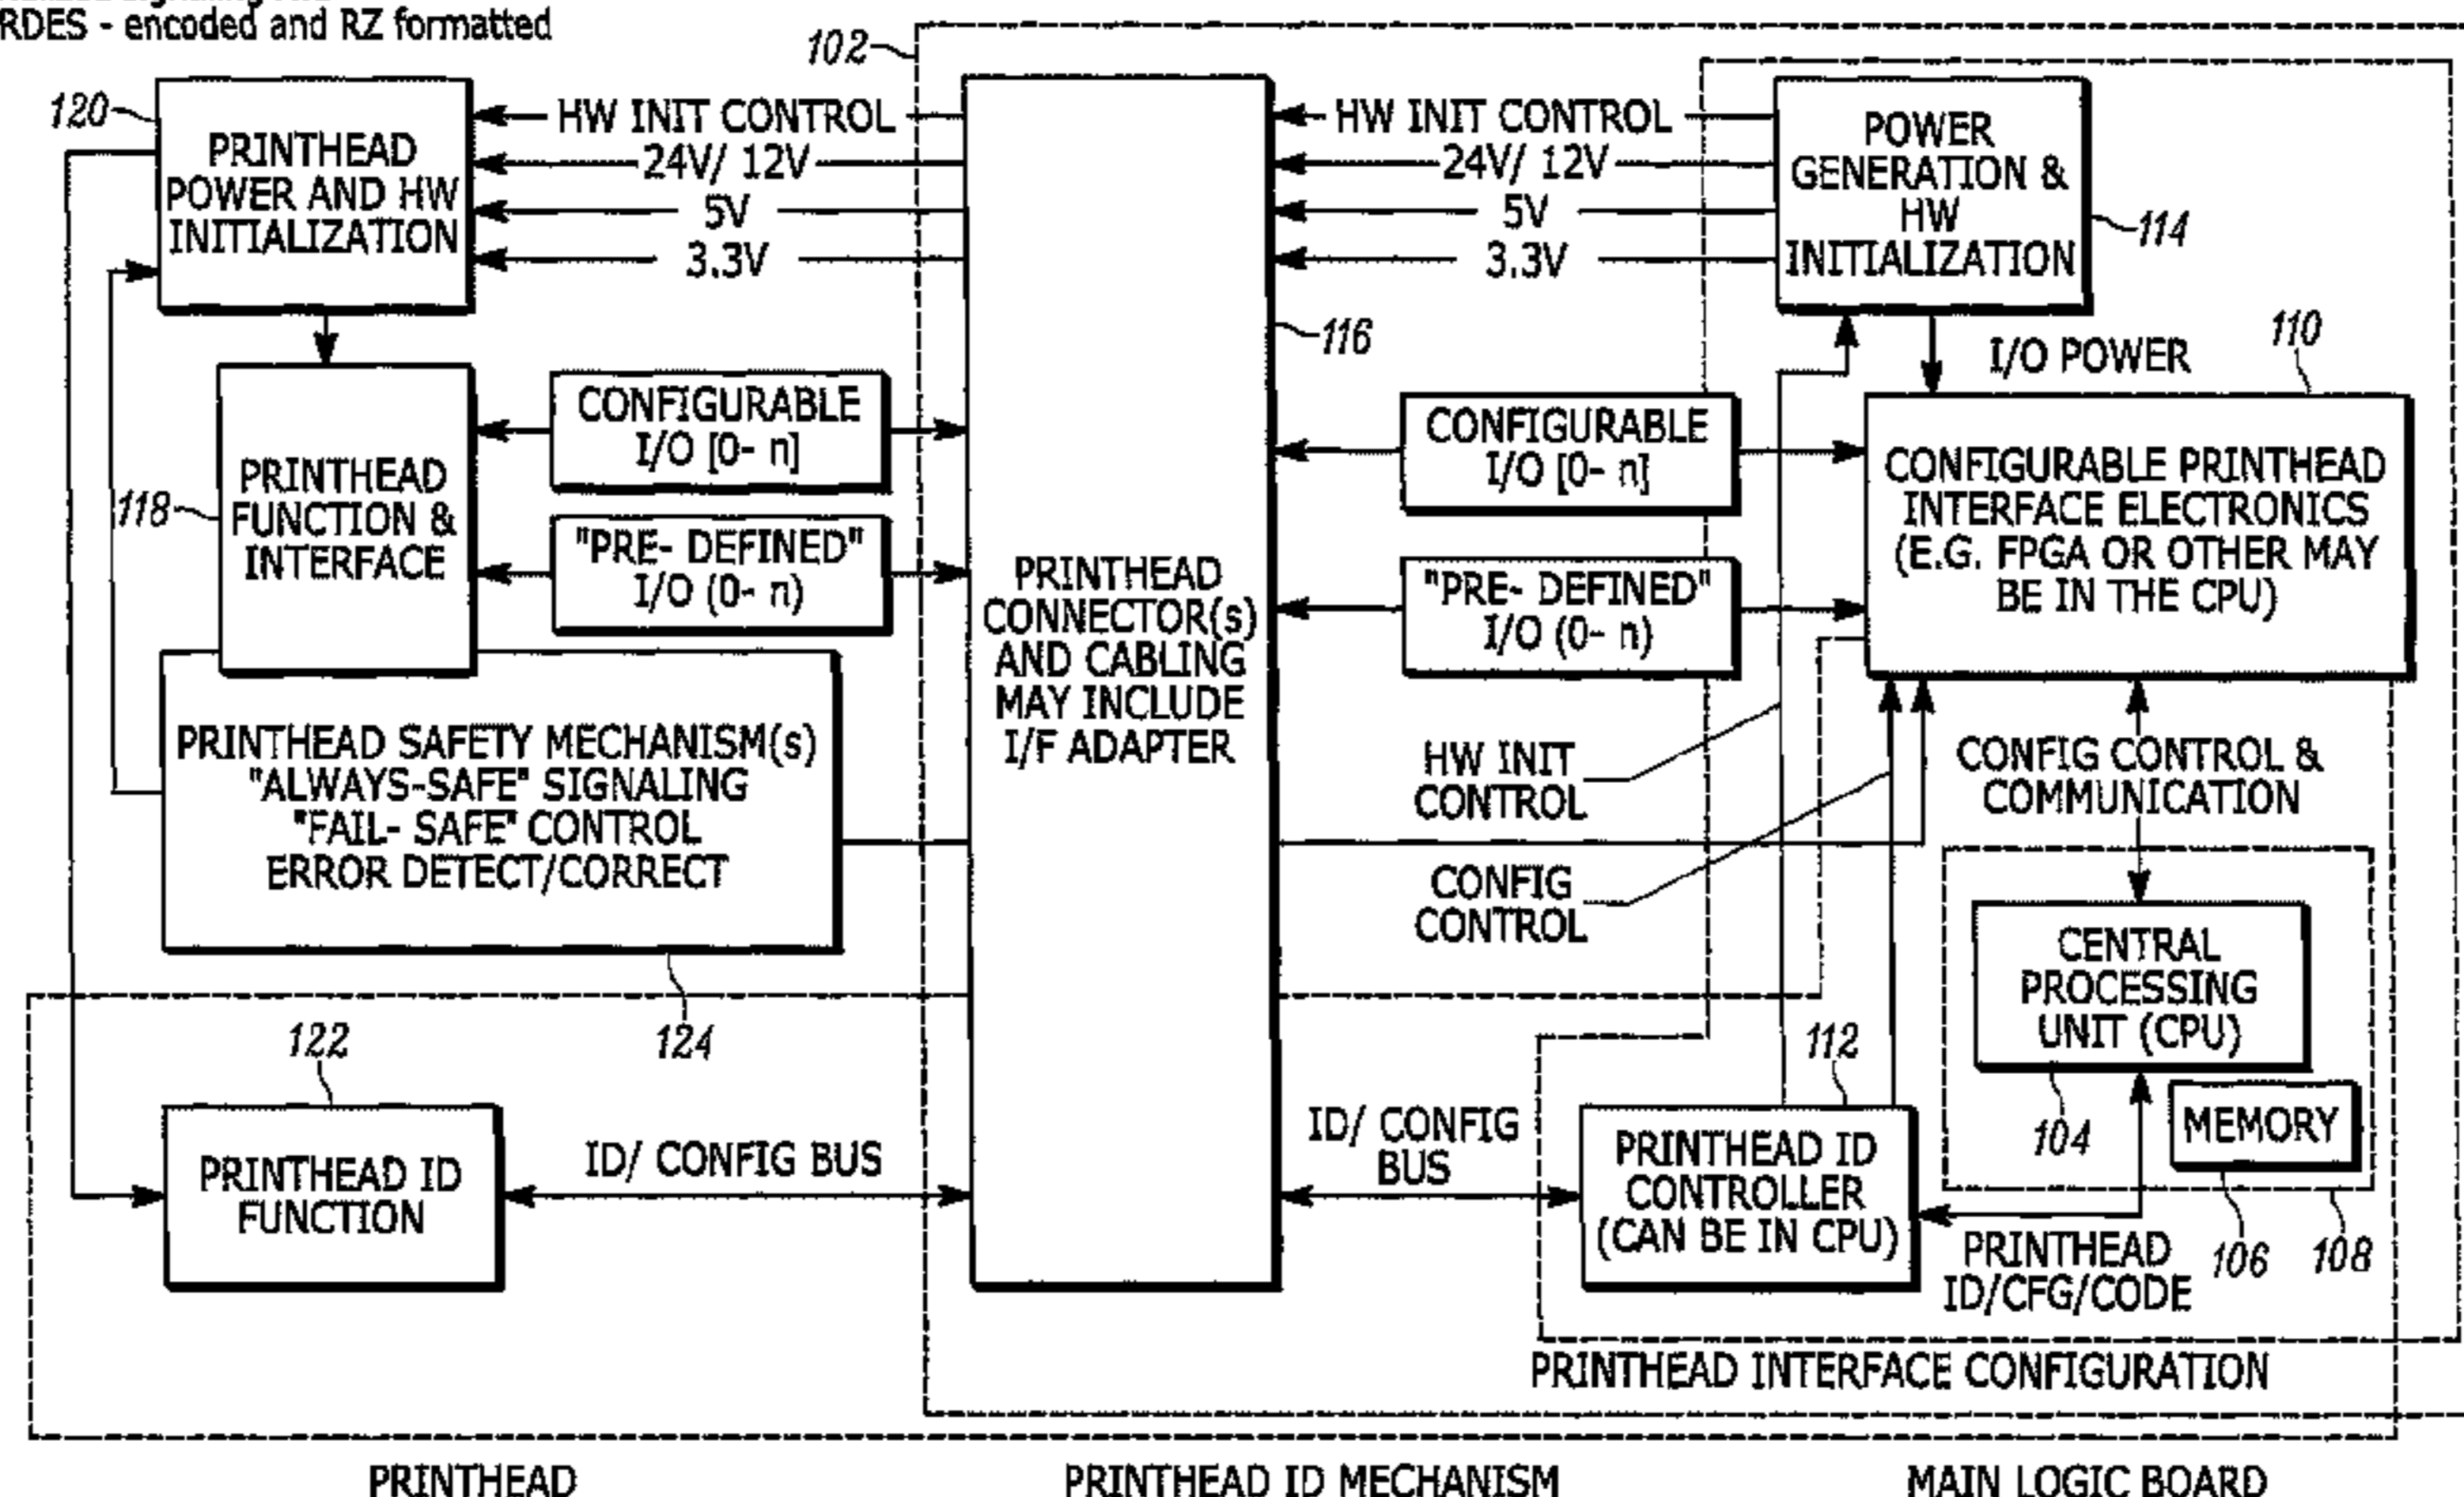 RDES - encoded and RZ formatted
102
120
PRINTHEAD
POWER AND HW
INITIALIZATION
HW INIT CONTROL
24V/ 12V
5V
3.3V
HW INIT CONTROL
24V/ 12V
5V
3.3V
POWER
GENERATION &
HW
INITIALIZATION
114
116
I/O POWER
110
118
PRINTHEAD
FUNCTION &
INTERFACE
CONFIGURABLE
I/O [0- n]
"PRE- DEFINED"
I/O (0- n)
PRINTHEAD
CONNECTOR(s)
AND CABLING
MAY INCLUDE
I/F ADAPTER
CONFIGURABLE
I/O [0- n]
"PRE- DEFINED"
I/O (0- n)
CONFIGURABLE PRINTHEAD
INTERFACE ELECTRONICS
(E.G. FPGA OR OTHER MAY
BE IN THE CPU)
PRINTHEAD SAFETY MECHANISM(s)
"ALWAYS-SAFE" SIGNALING
"FAIL- SAFE" CONTROL
ERROR DETECT/CORRECT
124
HW INIT
CONTROL
CONFIG
CONTROL
CONFIG CONTROL &
COMMUNICATION
CENTRAL
PROCESSING
UNIT (CPU)
104
MEMORY
106
108
122
PRINTHEAD ID
FUNCTION
ID/ CONFIG BUS
ID/ CONFIG
BUS
112
PRINTHEAD ID
CONTROLLER
(CAN BE IN CPU)
PRINTHEAD
ID/CFG/CODE
PRINTHEAD INTERFACE CONFIGURATION
PRINTHEAD
PRINTHEAD ID MECHANISM
MAIN LOGIC BOARD